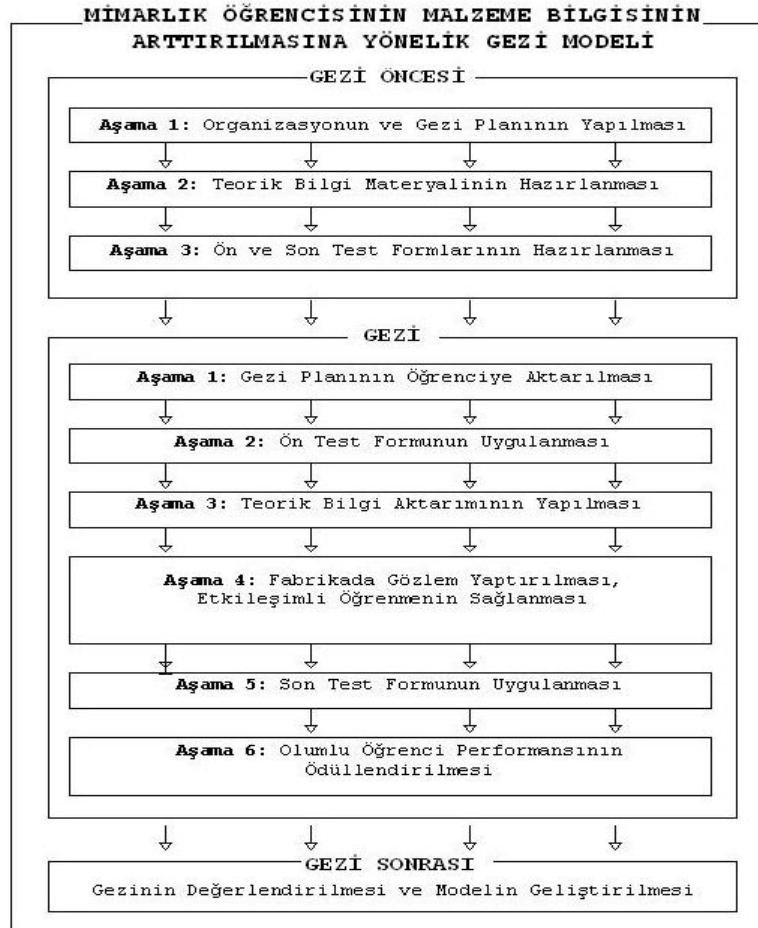 MİMARLIK ÖĞRENCİSİNİN MALZEME BİLGİSİNİN
ARTTIRILMASINA YÖNELİK GEZİ MODELİ
GEZİ ÖNCESİ
Aşama 1: Organizasyonun ve Gezi Planının Yapılması
Aşama 2: Teorik Bilgi Materyalinin Hazırlanması
Aşama 3: Ön ve Son Test Formlarının Hazırlanması
GEZİ
Aşama 1: Gezi Planının Öğrenciye Aktarılması
Aşama 2: Ön Test Formunun Uygulanması
Aşama 3: Teorik Bilgi Aktarımının Yapılması
Aşama 4: Fabrikada Gözlem Yaptırılması,
Etkileşimli Öğrenmenin Sağlanması
Aşama 5: Son Test Formunun Uygulanması
Aşama 6: Olumlu Öğrenci Performansının
Ödüllendirilmesi
GEZİ SONRASI
Gezinin Değerlendirilmesi ve Modelin Geliştirilmesi